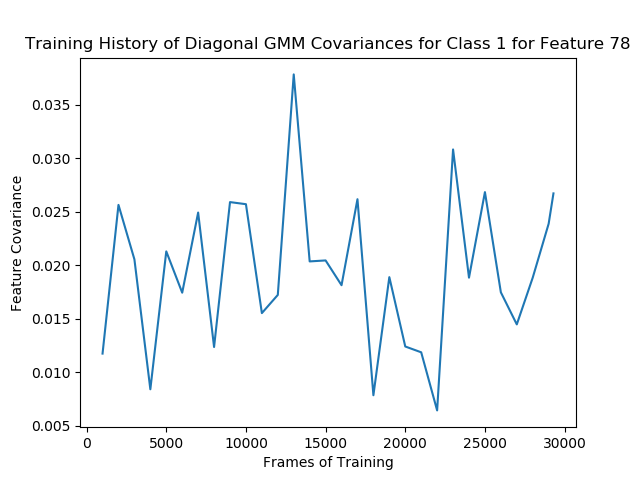 Training History of Diagonal GMM Covariances for Class 1 for Feature 78
0.035
0.030
0.025
0.020
0.015
0.010
0.005
Feature Covariance
0 5000 10000 15000 20000 25000 30000
Frames of Training